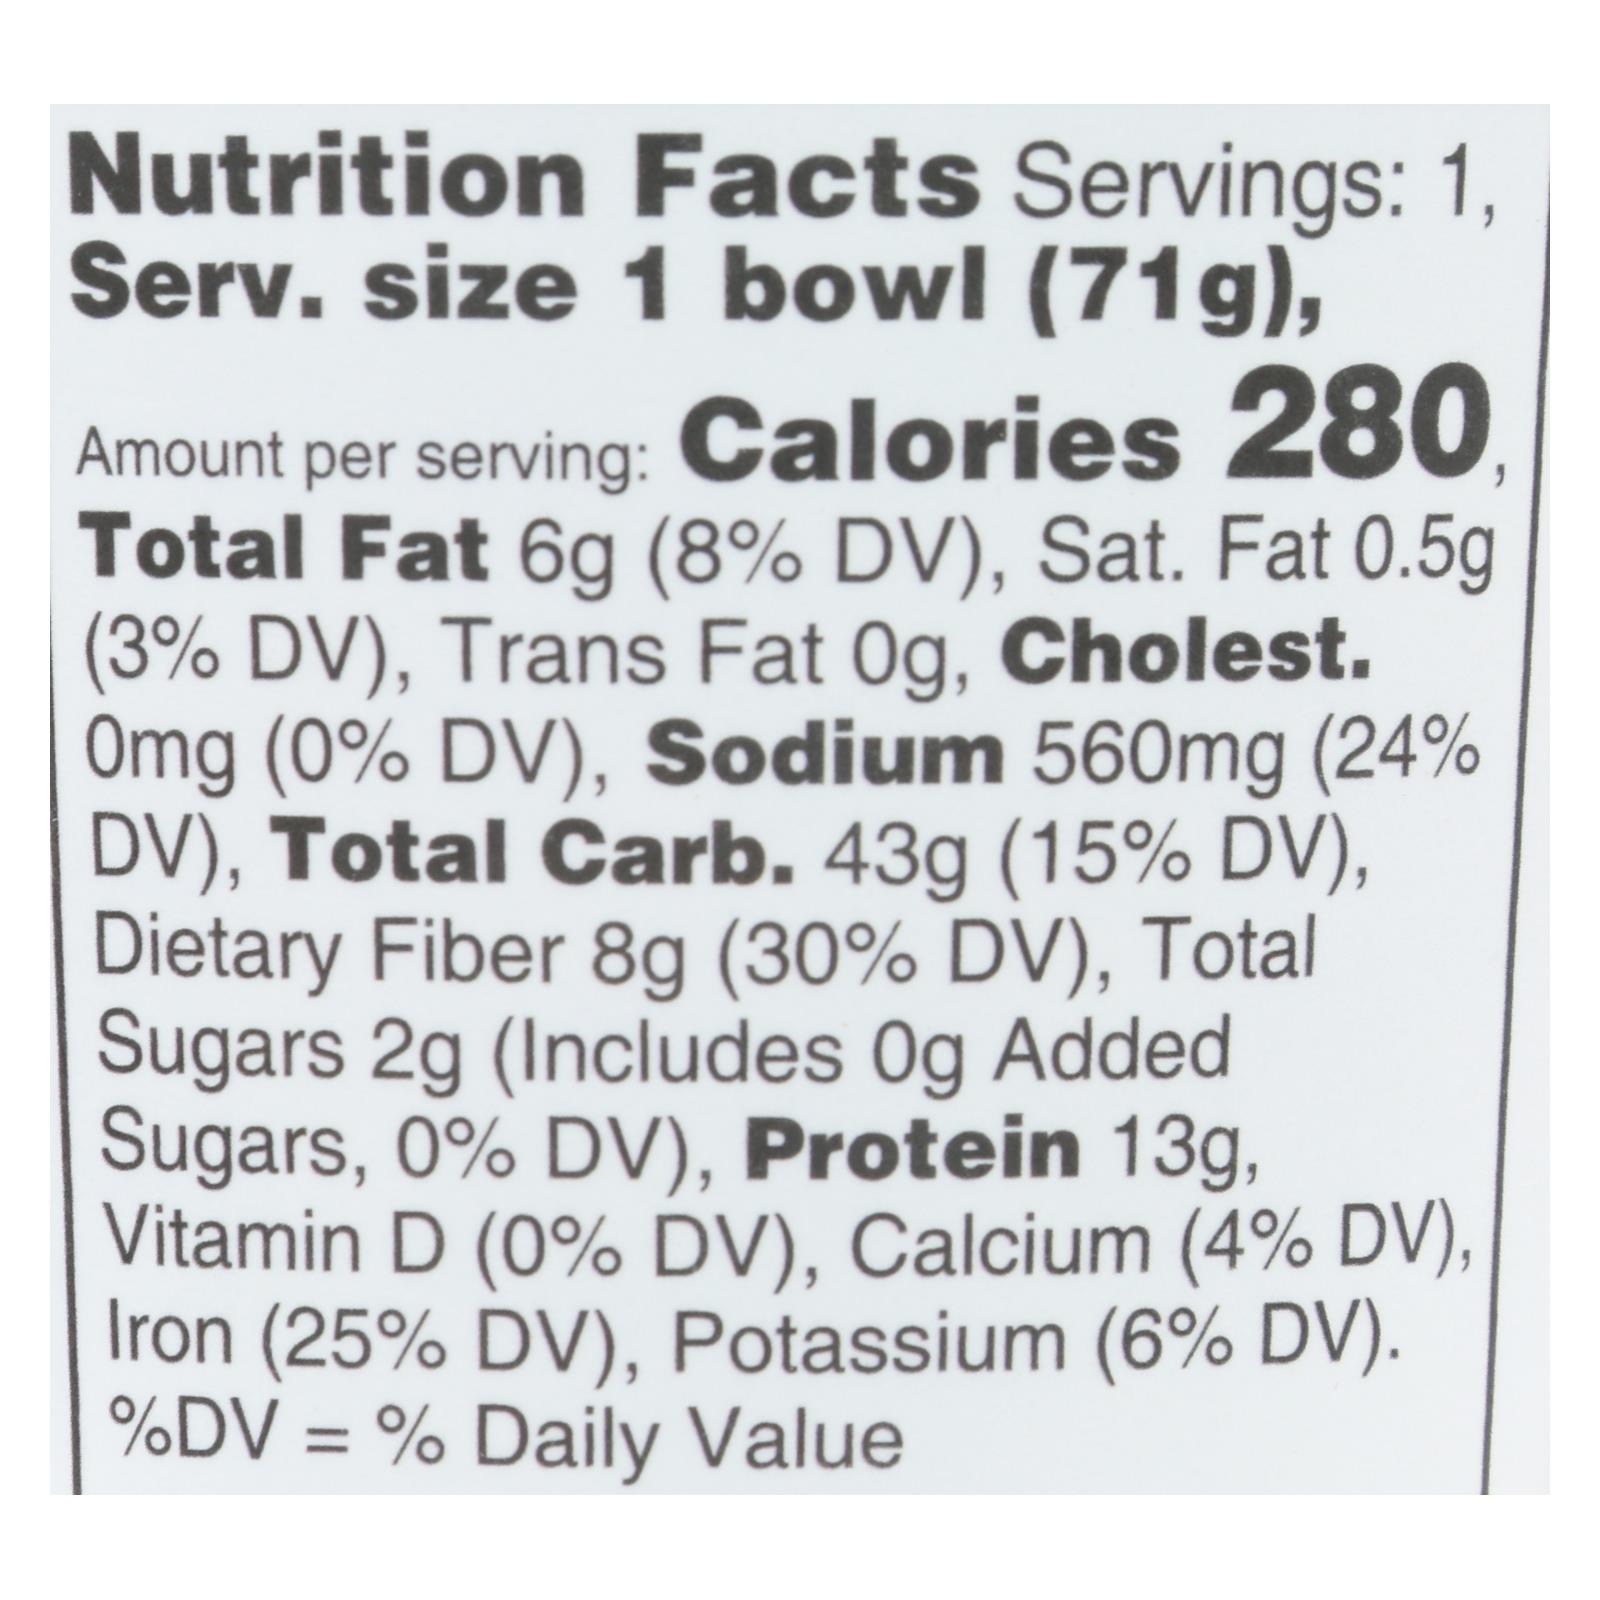 Nutrition Facts Servings: 1,
Serv. size 1 bowl (71g),
Amount per serving: Calories 280,
Total Fat 6g (8% DV), Sat. Fat 0.5g
(3% DV), Trans Fat 0g, Cholest.
0mg (0% DV), Sodium 560mg (24%
DV), Total Carb. 43g (15% DV),
Dietary Fiber 8g (30% DV), Total
Sugars 2g (Includes 0g Added
Sugars, 0% DV), Protein 13g,
Vitamin D (0% DV), Calcium (4% DV),
Iron (25% DV), Potassium (6% DV).
%DV = % Daily Value